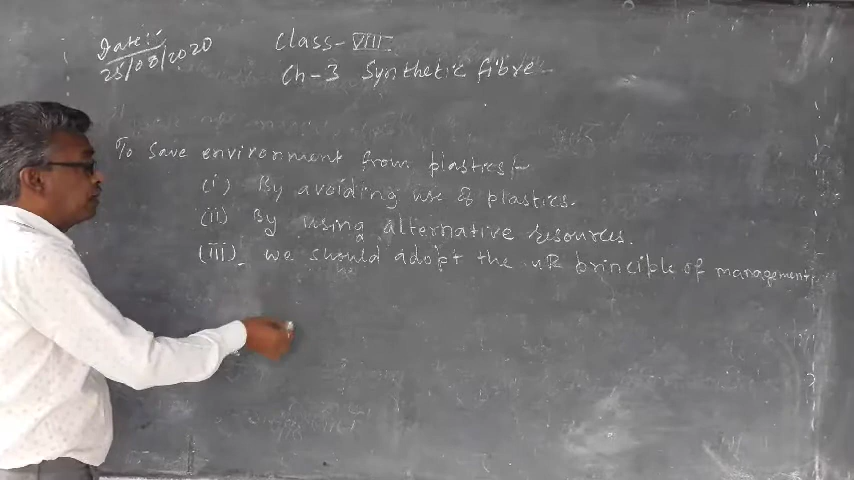 Date:-
25/08/2020
Class-VIII
Ch-3 Synthetic fibre
To save environment from plastics:-
(i) By avoiding use of plastics.
(ii) By using alternative resources.
(iii) we should adopt the 4R principle of management,